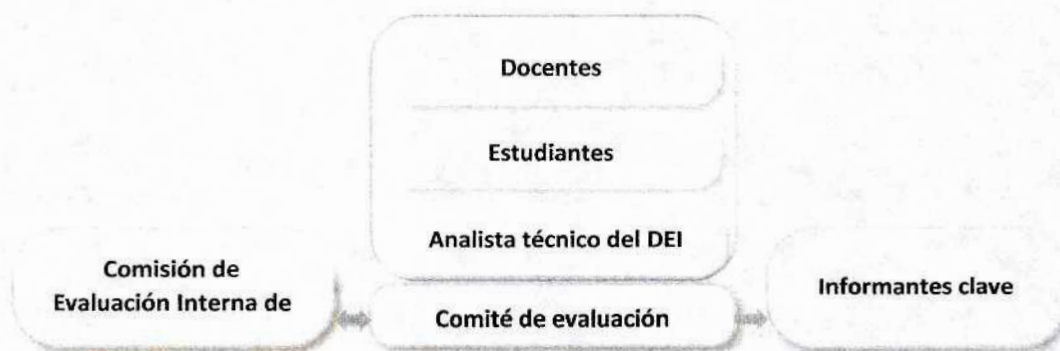 Docentes
Estudiantes
Analista técnico del DEI
Comisión de
Evaluación Interna de
Comité de evaluación
Informantes clave